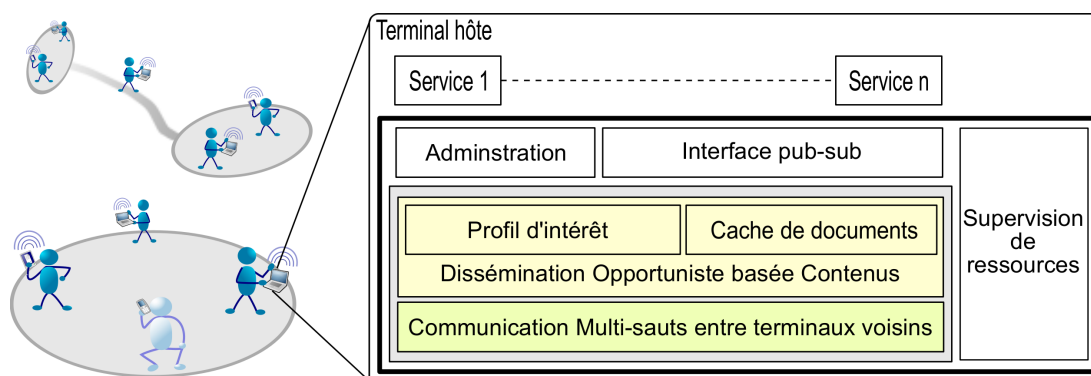 Terminal hôte
Service 1
Service n
Adminstration
Interface pub-sub
Supervision
de
ressources
Profil d'intérêt
Cache de documents
Dissémination Opportuniste basée Contenus
Communication Multi-sauts entre terminaux voisins